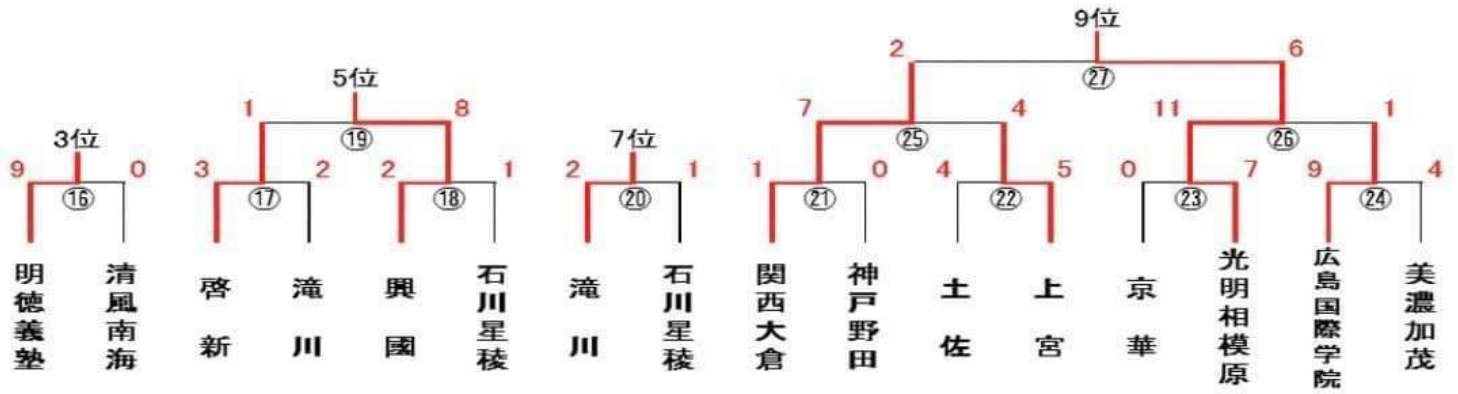 9位
2
6
㉗
5位
1
8
⑲
7
4
㉕
11
1
㉖
3位
9
0
⑯
3
2
⑰
2
1
⑱
7位
2
1
⑳
1
0
㉑
4
5
㉒
0
7
㉓
9
4
㉔
明徳義塾
清風南海
啓新
滝川
興國
石川星稜
滝川
石川星稜
関西大倉
神戸野田
土佐
上宮
京華
光明相模原
広島国際学院
美濃加茂